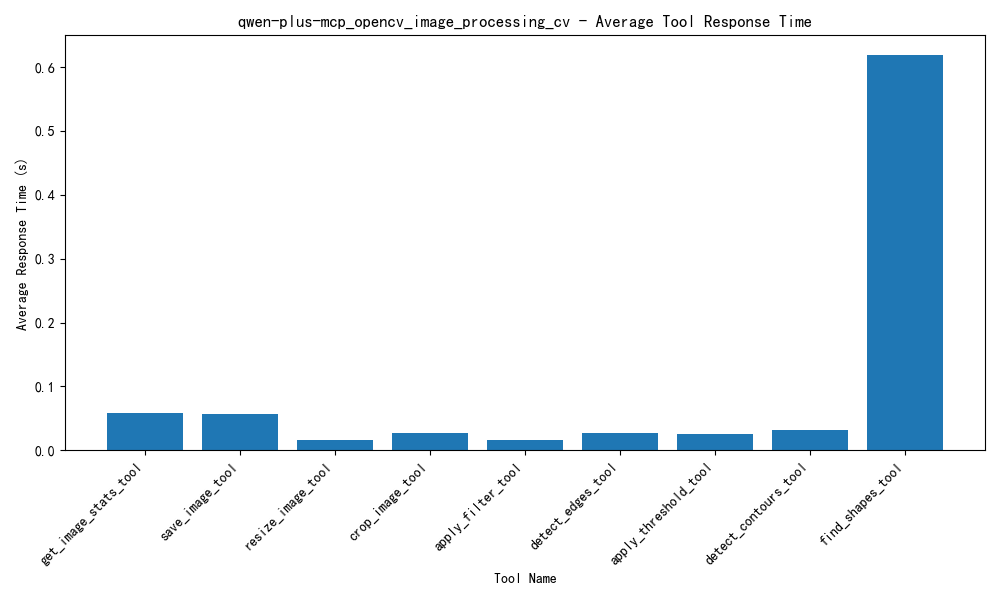 qwen-plus-mcp_opencv_image_processing_cv - Average Tool Response Time
Average Response Time (s)
0.6
0.5
0.4
0.3
0.2
0.1
0.0
get_image_stats_tool
save_image_tool
resize_image_tool
crop_image_tool
apply_filter_tool
detect_edges_tool
apply_threshold_tool
detect_contours_tool
find_shapes_tool
Tool Name